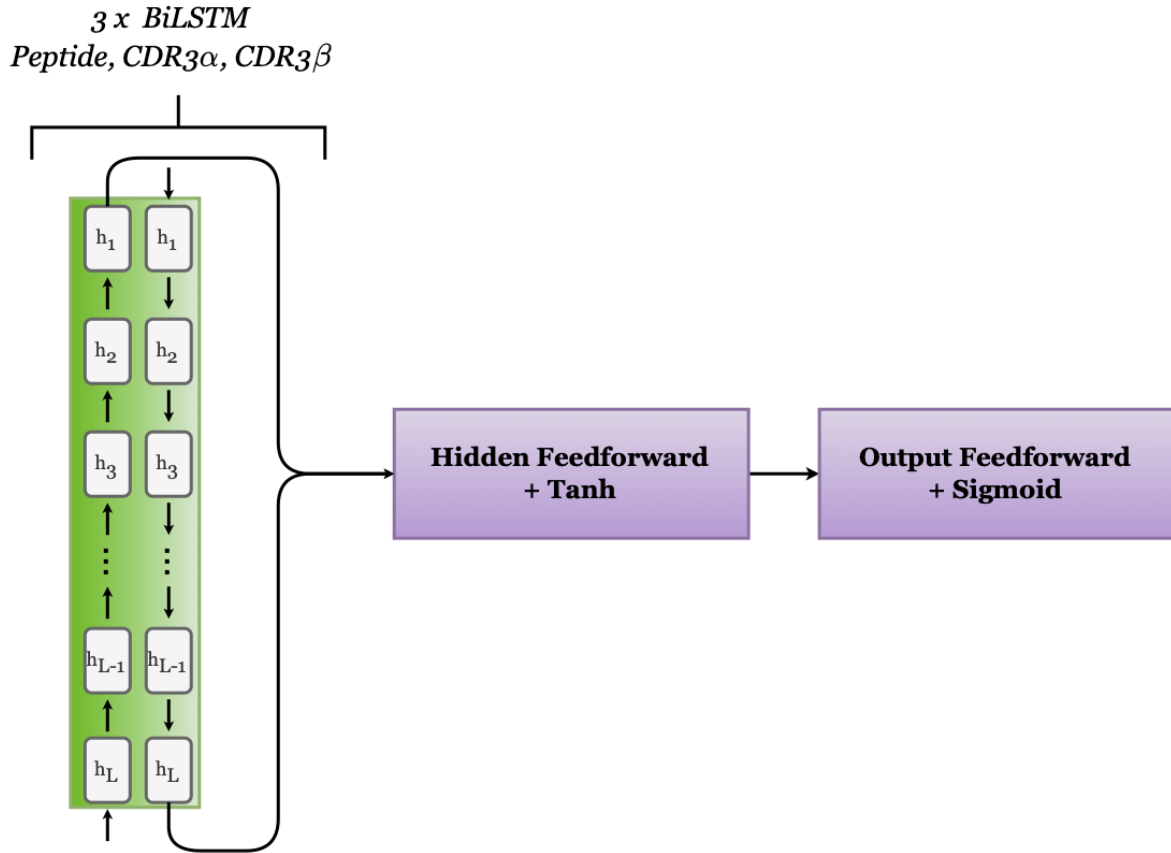 3 x BiLSTM
Peptide, CDR3α, CDR3β
h1 h1
h2 h2
h3 h3
⋮ ⋮
hL-1 hL-1
hL hL
Hidden Feedforward
+ Tanh
Output Feedforward
+ Sigmoid